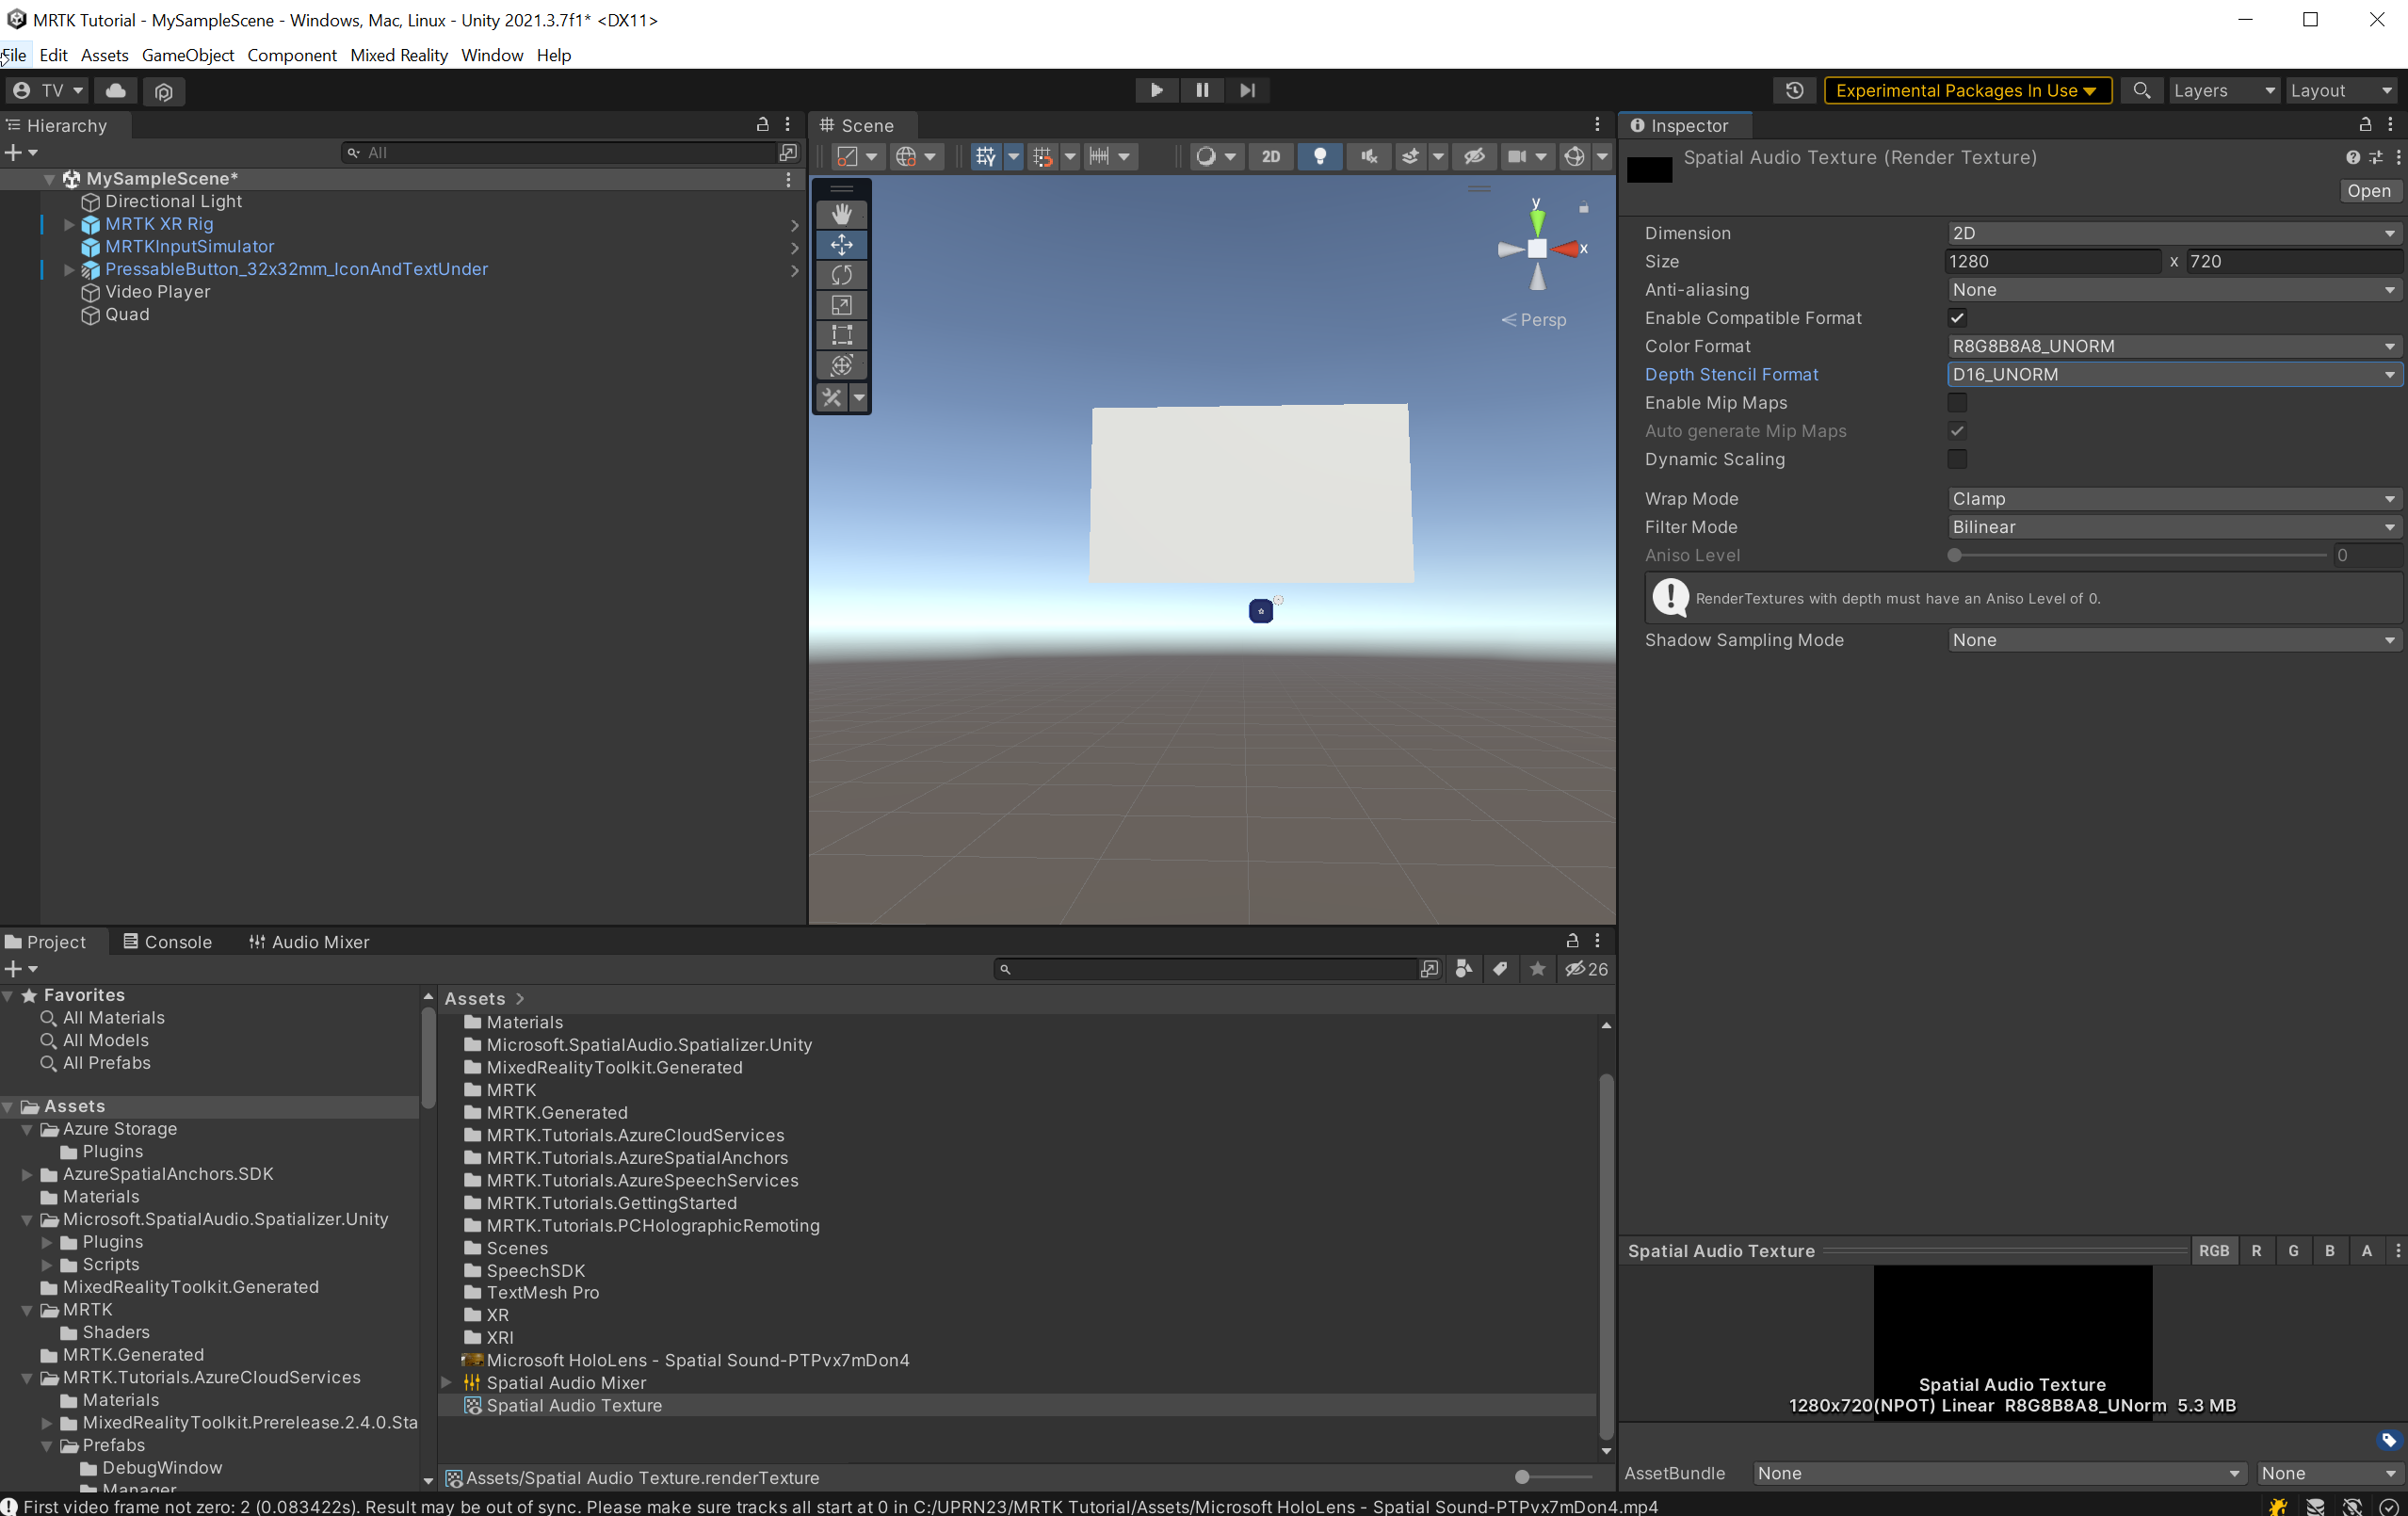 MRTK Tutorial - MySampleScene - Windows, Mac, Linux - Unity 2021.3.7f1* <DX11>
File Edit Assets GameObject Component Mixed Reality Window Help
TV
Experimental Packages In Use
Layers
Layout
Hierarchy
All
MySampleScene*
Directional Light
MRTK XR Rig
MRTKInputSimulator
PressableButton_32x32mm_IconAndTextUnder
Video Player
Quad
Scene
2D
y
x
Persp
Inspector
Spatial Audio Texture (Render Texture)
Open
Dimension 2D
Size 1280 x 720
Anti-aliasing None
Enable Compatible Format
Color Format R8G8B8A8_UNORM
Depth Stencil Format D16_UNORM
Enable Mip Maps
Auto generate Mip Maps
Dynamic Scaling
Wrap Mode Clamp
Filter Mode Bilinear
Aniso Level 0
RenderTextures with depth must have an Aniso Level of 0.
Shadow Sampling Mode None
Project Console Audio Mixer
26
Favorites
All Materials
All Models
All Prefabs
Assets
Azure Storage
Plugins
AzureSpatialAnchors.SDK
Materials
Microsoft.SpatialAudio.Spatializer.Unity
Plugins
Scripts
MixedRealityToolkit.Generated
MRTK
Shaders
MRTK.Generated
MRTK.Tutorials.AzureCloudServices
Materials
MixedRealityToolkit.Prerelease.2.4.0.Sta
Prefabs
DebugWindow
Manager
Assets >
Materials
Microsoft.SpatialAudio.Spatializer.Unity
MixedRealityToolkit.Generated
MRTK
MRTK.Generated
MRTK.Tutorials.AzureCloudServices
MRTK.Tutorials.AzureSpatialAnchors
MRTK.Tutorials.AzureSpeechServices
MRTK.Tutorials.GettingStarted
MRTK.Tutorials.PCHolographicRemoting
Scenes
SpeechSDK
TextMesh Pro
XR
XRI
Microsoft HoloLens - Spatial Sound-PTPvx7mDon4
Spatial Audio Mixer
Spatial Audio Texture
Assets/Spatial Audio Texture.renderTexture
Spatial Audio Texture RGB R G B A
Spatial Audio Texture
1280x720(NPOT) Linear R8G8B8A8_UNorm 5.3 MB
AssetBundle None None
First video frame not zero: 2 (0.083422s). Result may be out of sync. Please make sure tracks all start at 0 in C:/UPRN23/MRTK Tutorial/Assets/Microsoft HoloLens - Spatial Sound-PTPvx7mDon4.mp4